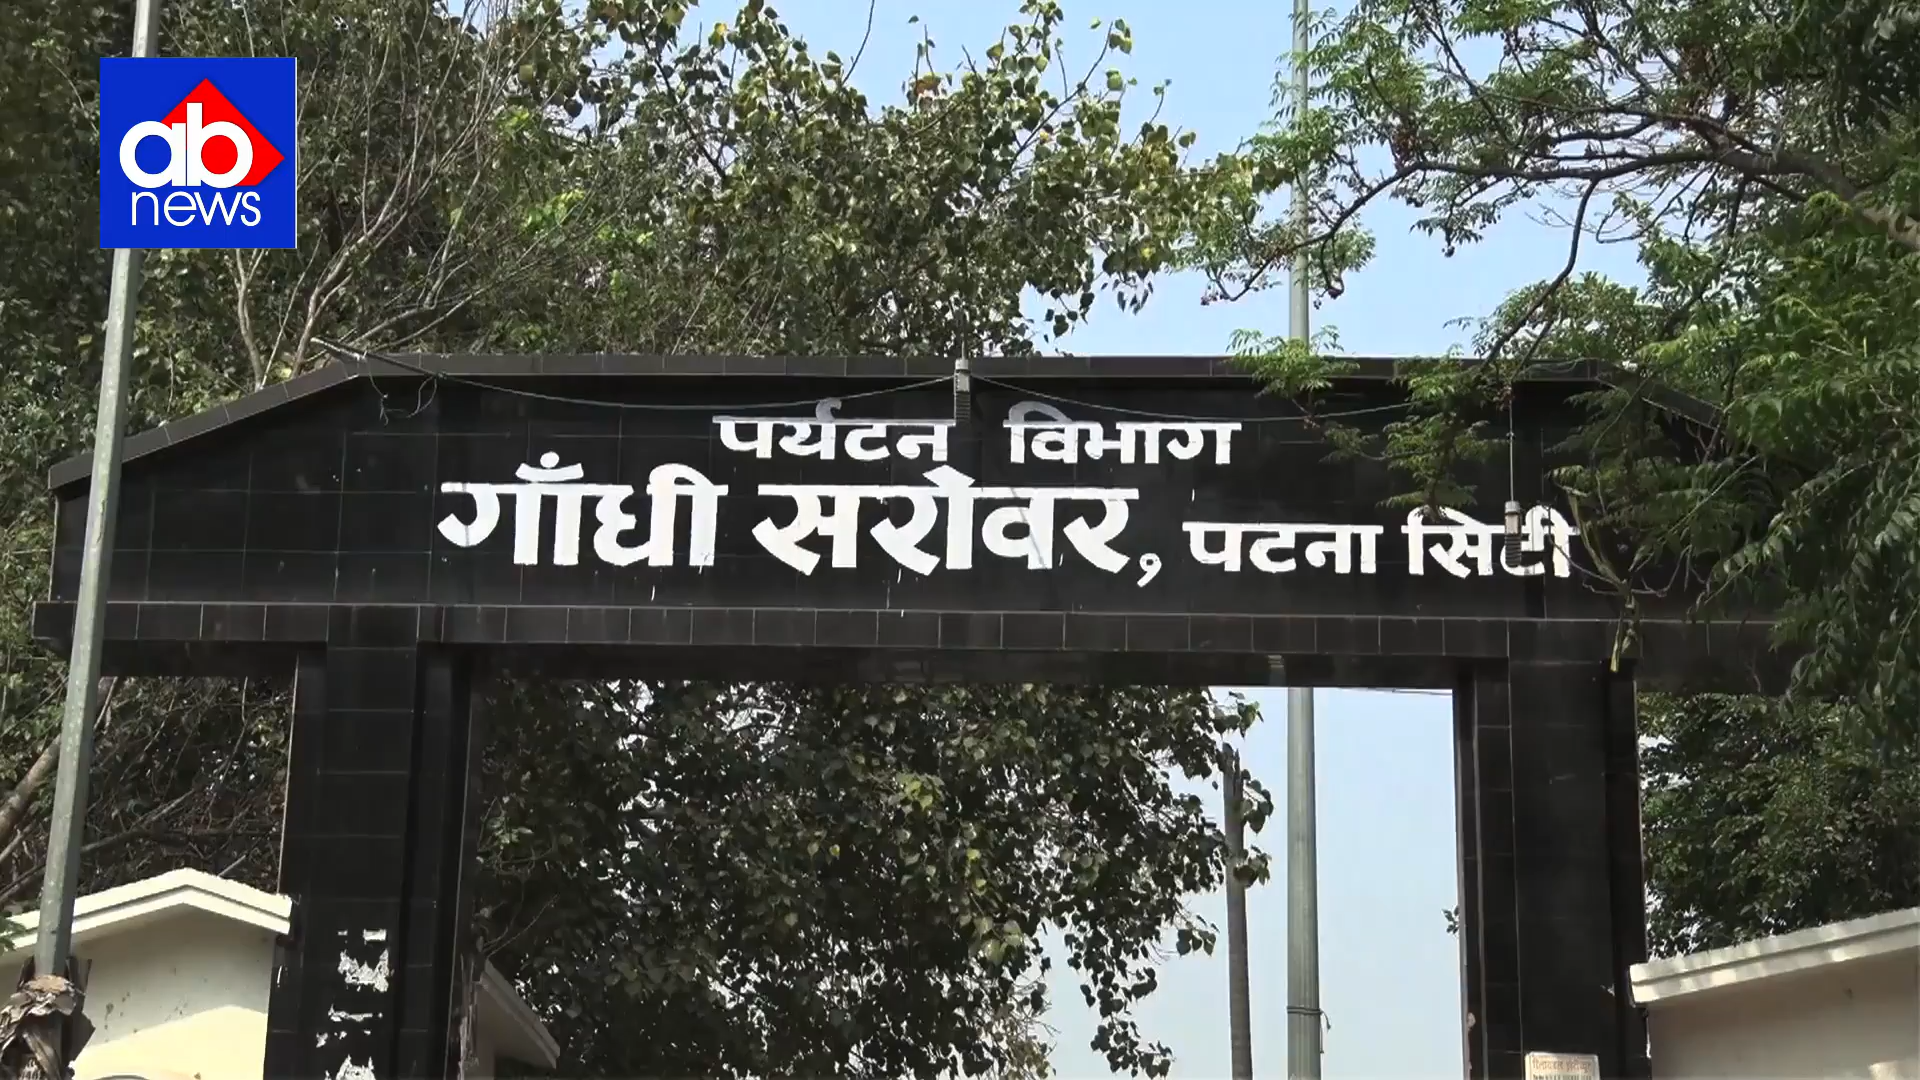 ab
news
पर्यटन विभाग
गाँधी सरोवर, पटना सिटी